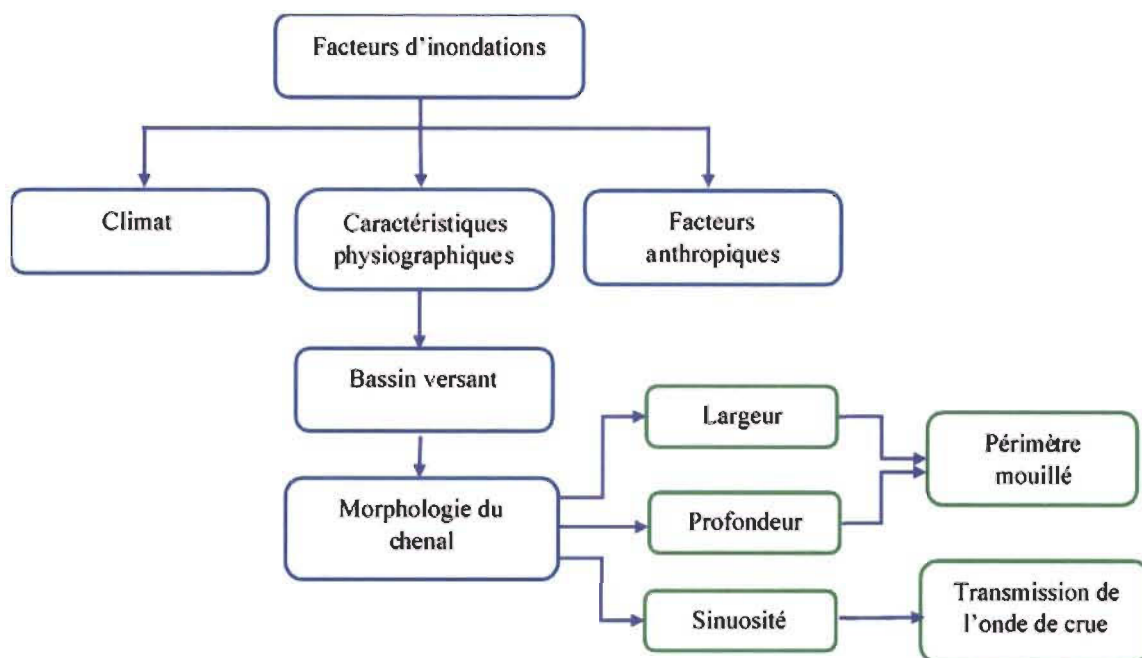 Facteurs d'inondations
Climat
Caractéristiques
physiographiques
Facteurs
anthropiques
Bassin versant
Largeur
Périmètre
mouillé
Morphologie du
chenal
Profondeur
Sinuosité
Transmission de
l'onde de crue